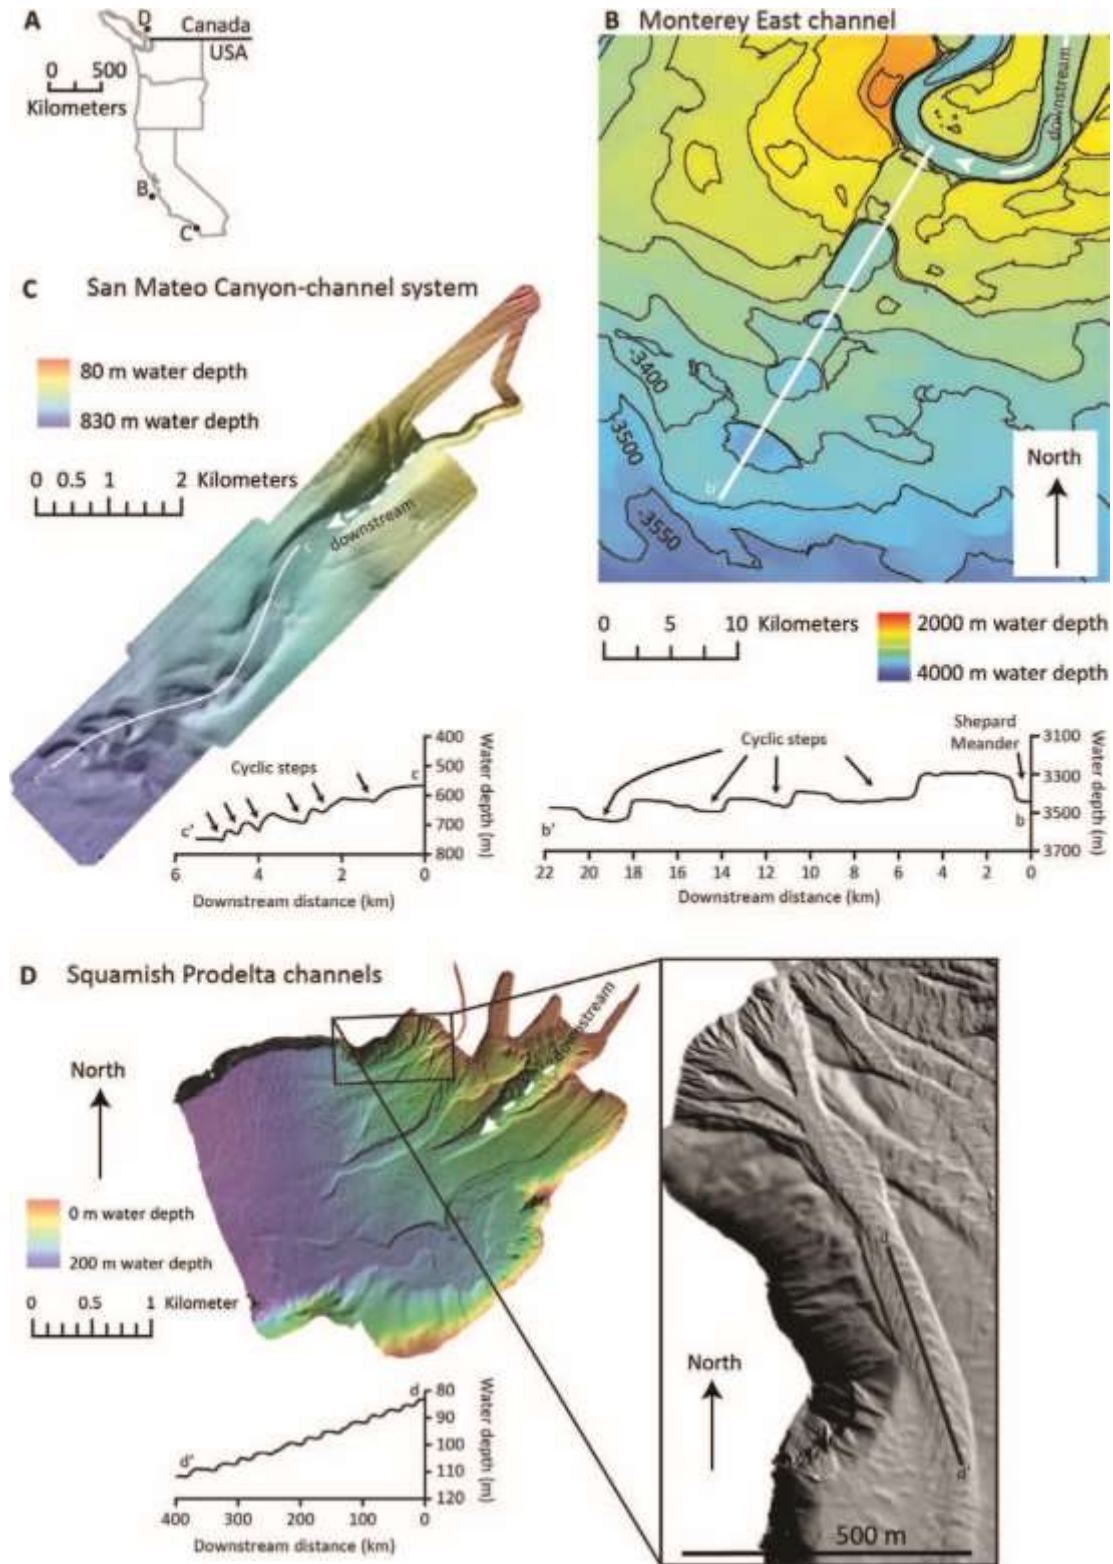 A
D
Canada
USA
0 500
Kilometers
B
C
B Monterey East channel
downstream
-3400
-3500
-3550
b'
North
0 5 10 Kilometers
2000 m water depth
4000 m water depth
C San Mateo Canyon-channel system
80 m water depth
830 m water depth
0 0.5 1 2 Kilometers
downstream
c
Cyclic steps
c
c'
400
500
600
700
800
Water depth (m)
6 4 2 0
Downstream distance (km)
Shepard
Meander
Cyclic steps
b'
b
3100
3300
3500
3700
Water depth
(m)
22 20 18 16 14 12 10 8 6 4 2 0
Downstream distance (km)
D Squamish Prodelta channels
downstream
North
0 m water depth
200 m water depth
0 0.5 1 Kilometer
d
d'
80
90
100
110
120
Water depth (m)
400 300 200 100 0
Downstream distance (km)
d
d'
North
500 m